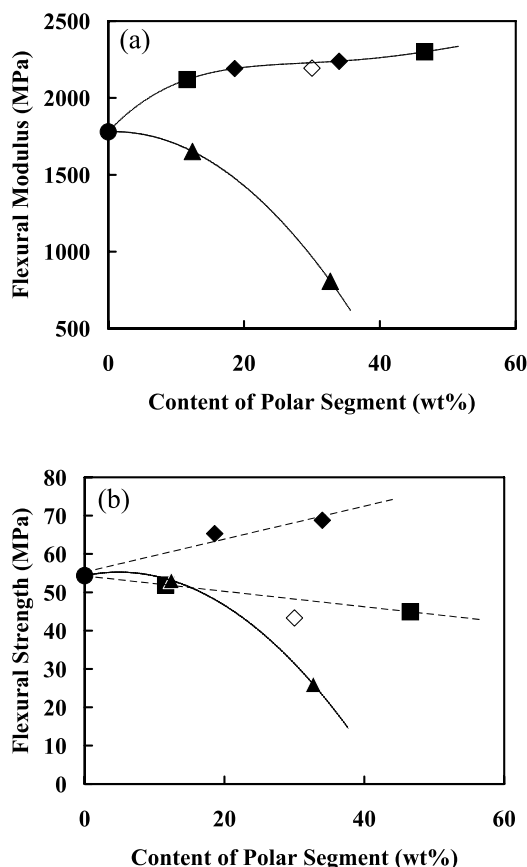 (a)
Flexural Modulus (MPa)
2500
2000
1500
1000
500
0 20 40 60
Content of Polar Segment (wt%)
(b)
Flexural Strength (MPa)
80
70
60
50
40
30
20
10
0
0 20 40 60
Content of Polar Segment (wt%)